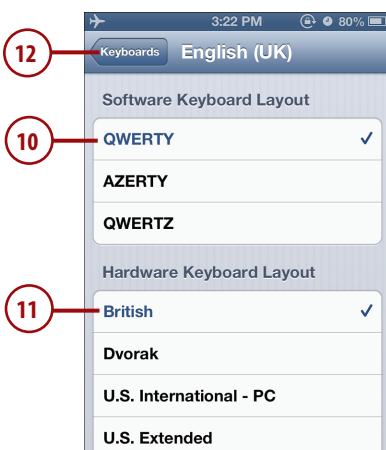 3:22 PM 80%
12 Keyboards English (UK)
Software Keyboard Layout
10 QWERTY ✓
AZERTY
QWERTZ
Hardware Keyboard Layout
11 British ✓
Dvorak
U.S. International - PC
U.S. Extended